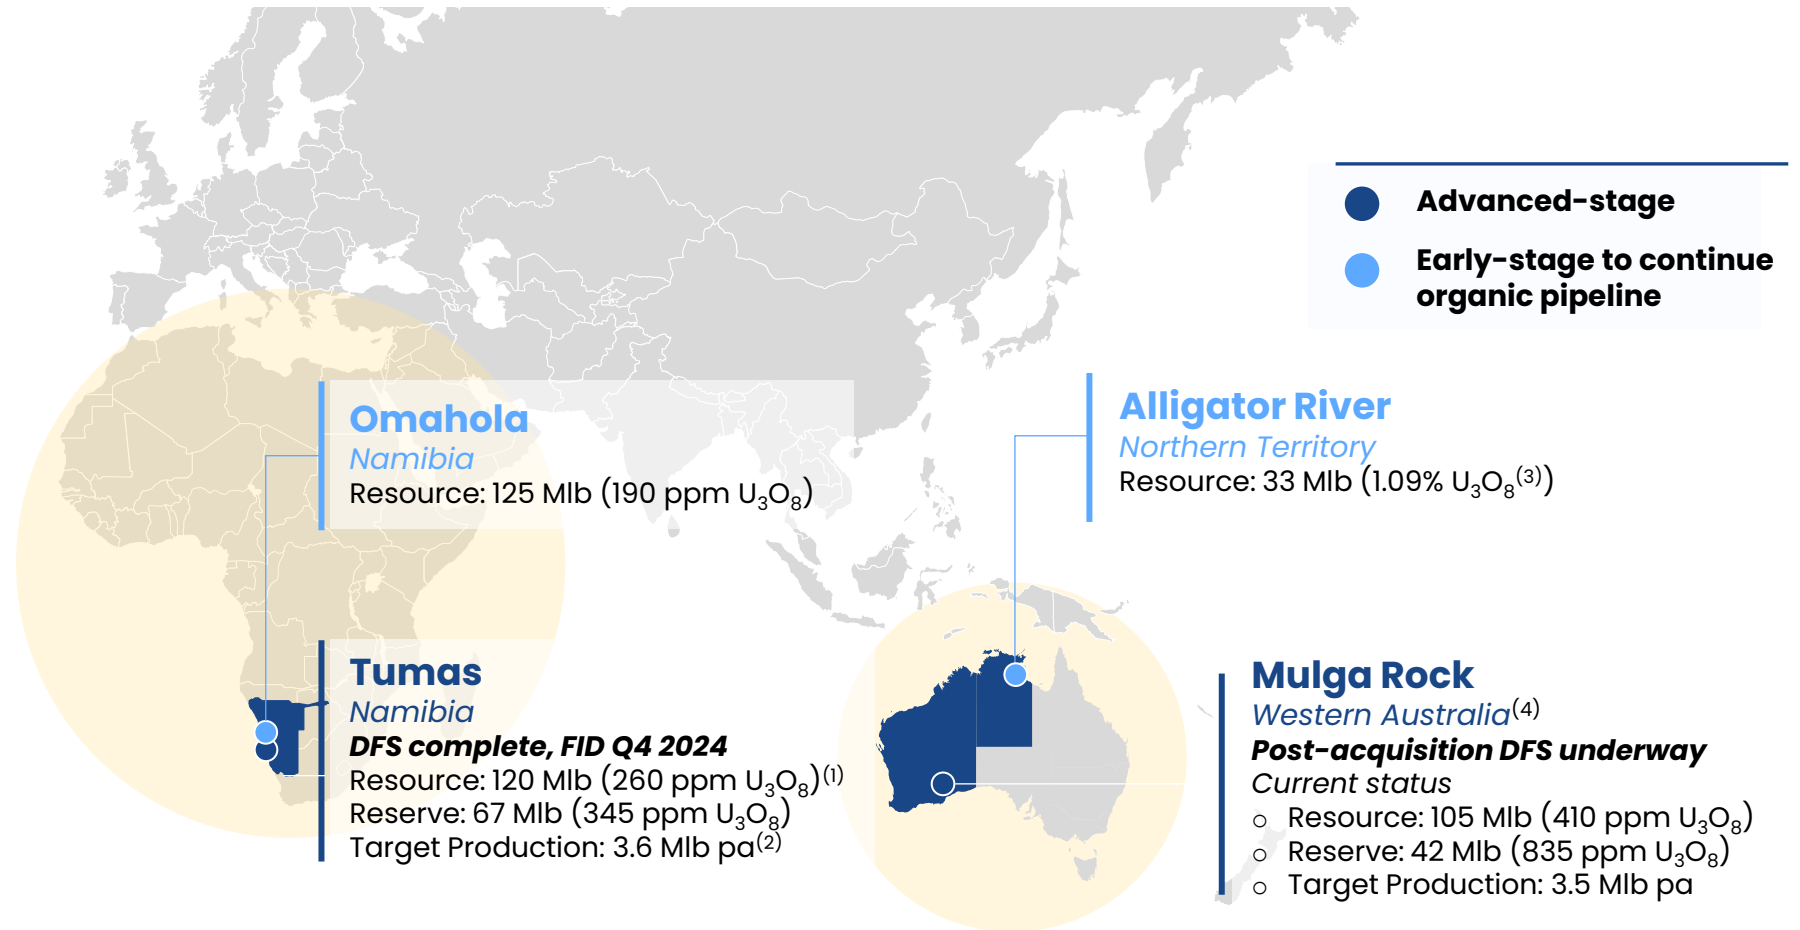 Advanced-stage
Early-stage to continue
organic pipeline
Omahola
Namibia
Resource: 125 Mlb (190 ppm U₃O₈)
Alligator River
Northern Territory
Resource: 33 Mlb (1.09% U₃O₈⁽³⁾)
Tumas
Namibia
DFS complete, FID Q4 2024
Resource: 120 Mlb (260 ppm U₃O₈)⁽¹⁾
Reserve: 67 Mlb (345 ppm U₃O₈)
Target Production: 3.6 Mlb pa⁽²⁾
Mulga Rock
Western Australia⁽⁴⁾
Post-acquisition DFS underway
Current status
o Resource: 105 Mlb (410 ppm U₃O₈)
o Reserve: 42 Mlb (835 ppm U₃O₈)
o Target Production: 3.5 Mlb pa